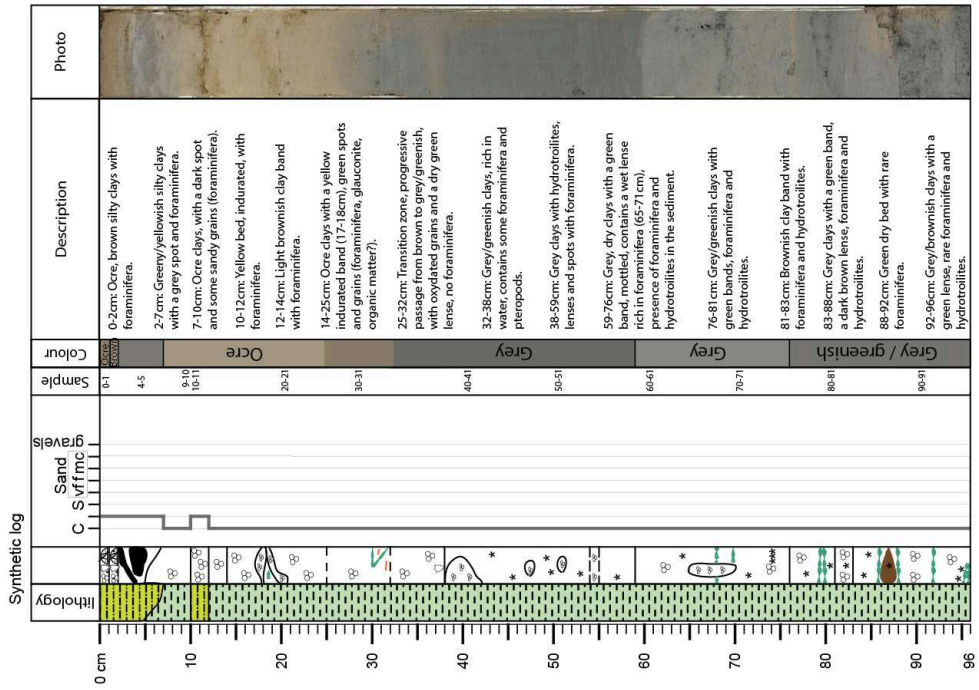 Synthetic log
lithology
C
S
vf
f
m
c
Sand
gravels
Sample
Colour
Description
Photo
0 cm
10
20
30
40
50
60
70
80
90
96
0-1
4-5
9-10
10-11
20-21
30-31
40-41
50-51
60-61
70-71
80-81
90-91
Ocre
Brown
Ocre
Grey
Grey
Grey / greenish
0-2cm: Ocre, brown silty clays with
foraminifera.
2-7cm: Greeny/yellowish silty clays
with a grey spot and foraminifera.
7-10cm: Ocre clays, with a dark spot
and some sandy grains (foraminifera).
10-12cm: Yellow bed, indurated, with
foraminifera.
12-14cm: Light brownish clay band
with foraminifera.
14-25cm: Ocre clays with a yellow
indurated band (17-18cm), green spots
and grains (foraminifera, glauconite,
organic matter?).
25-32cm: Transition zone, progressive
passage from brown to grey/greenish,
with oxydated grains and a dry green
lense, no foraminifera.
32-38cm: Grey/greenish clays, rich in
water, contains some foraminifera and
pteropods.
38-59cm: Grey clays with hydrotroilites,
lenses and spots with foraminifera.
59-76cm: Grey, dry clays with a green
band, mottled, contains a wet lense
rich in foraminifera (65-71cm),
presence of foraminifera and
hydrotroilites in the sediment.
76-81cm: Grey/greenish clays with
green bands, foraminifera and
hydrotroilites.
81-83cm: Brownish clay band with
foraminifera and hydrotroilites.
83-88cm: Grey clays with a green band,
a dark brown lense, foraminifera and
hydrotroilites.
88-92cm: Green dry bed with rare
foraminifera.
92-96cm: Grey/brownish clays with a
green lense, rare foraminifera and
hydrotroilites.